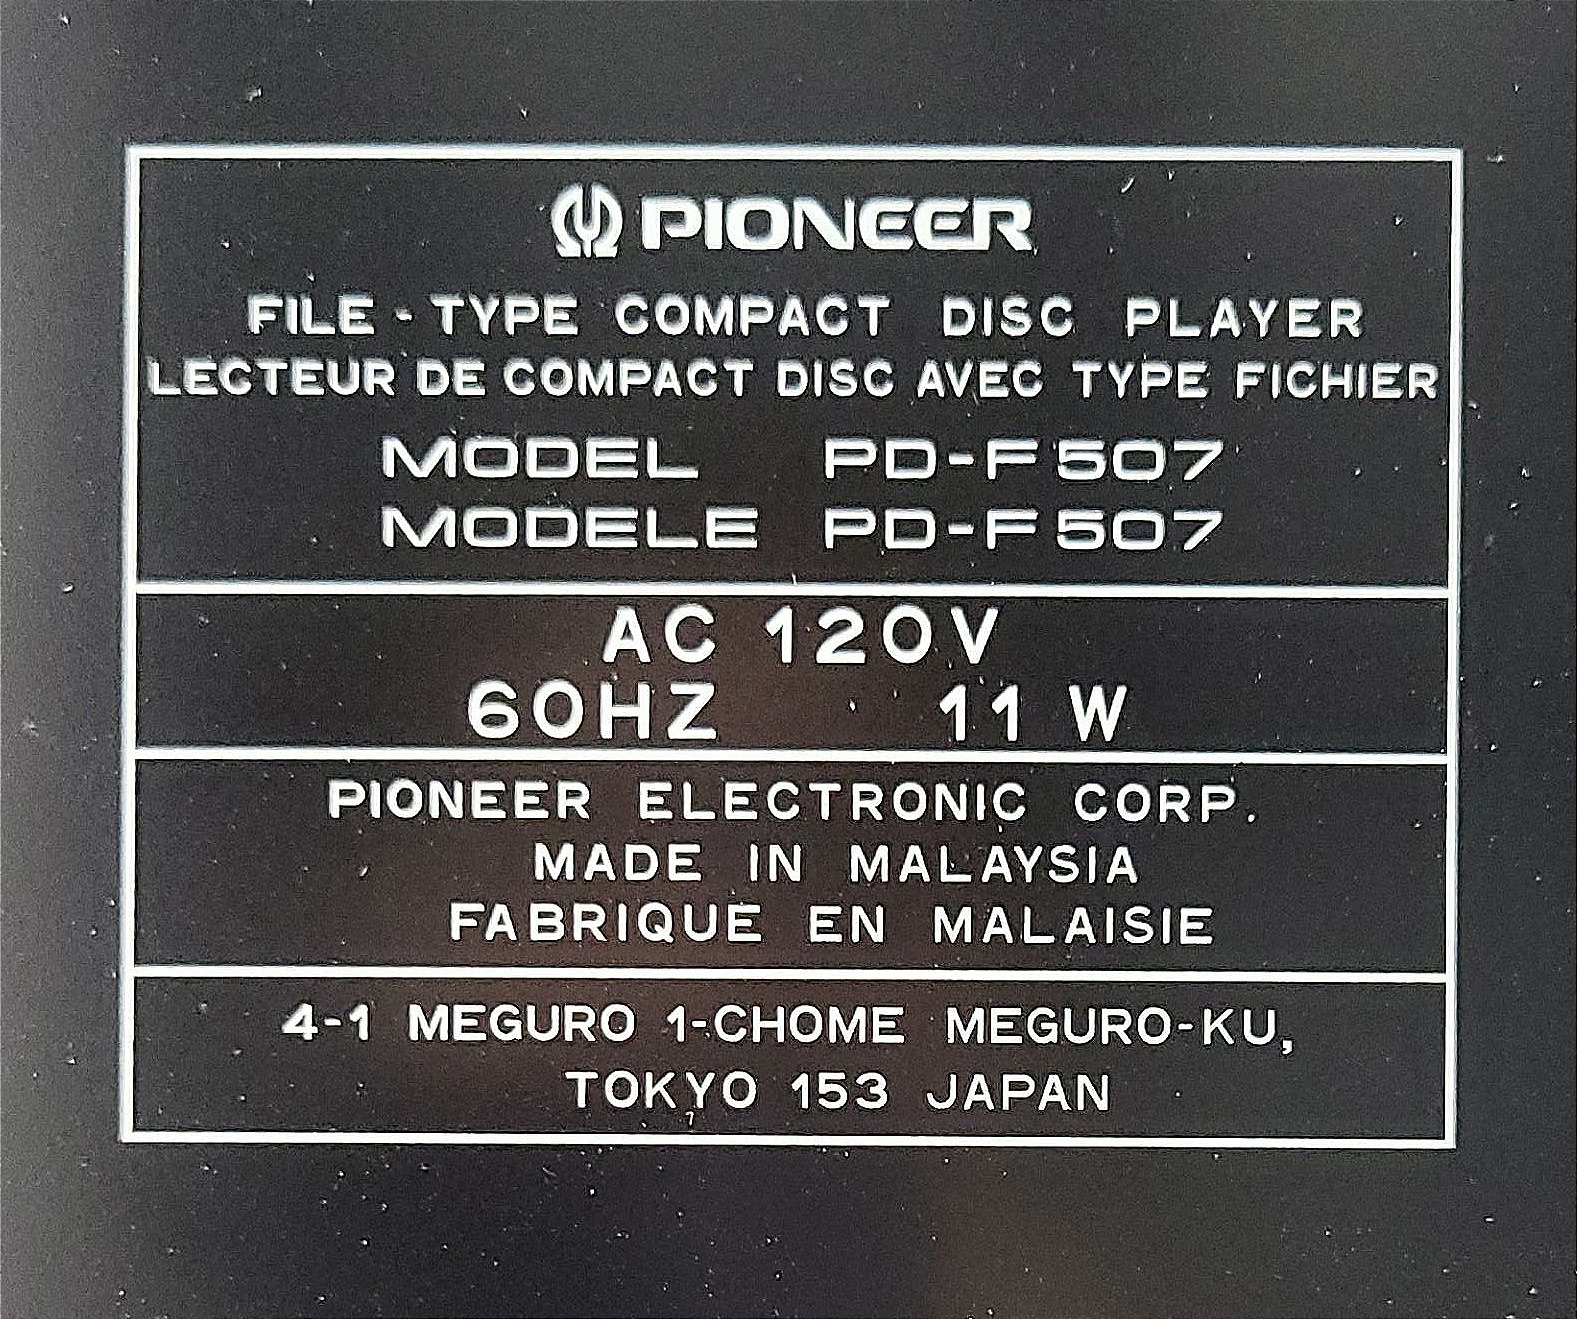 PIONEER
FILE-TYPE COMPACT DISC PLAYER
LECTEUR DE COMPACT DISC AVEC TYPE FICHIER
MODEL PD-F507
MODELE PD-F507
AC 120V
60HZ 11 W
PIONEER ELECTRONIC CORP.
MADE IN MALAYSIA
FABRIQUE EN MALAISIE
4-1 MEGURO 1-CHOME MEGURO-KU,
TOKYO 153 JAPAN